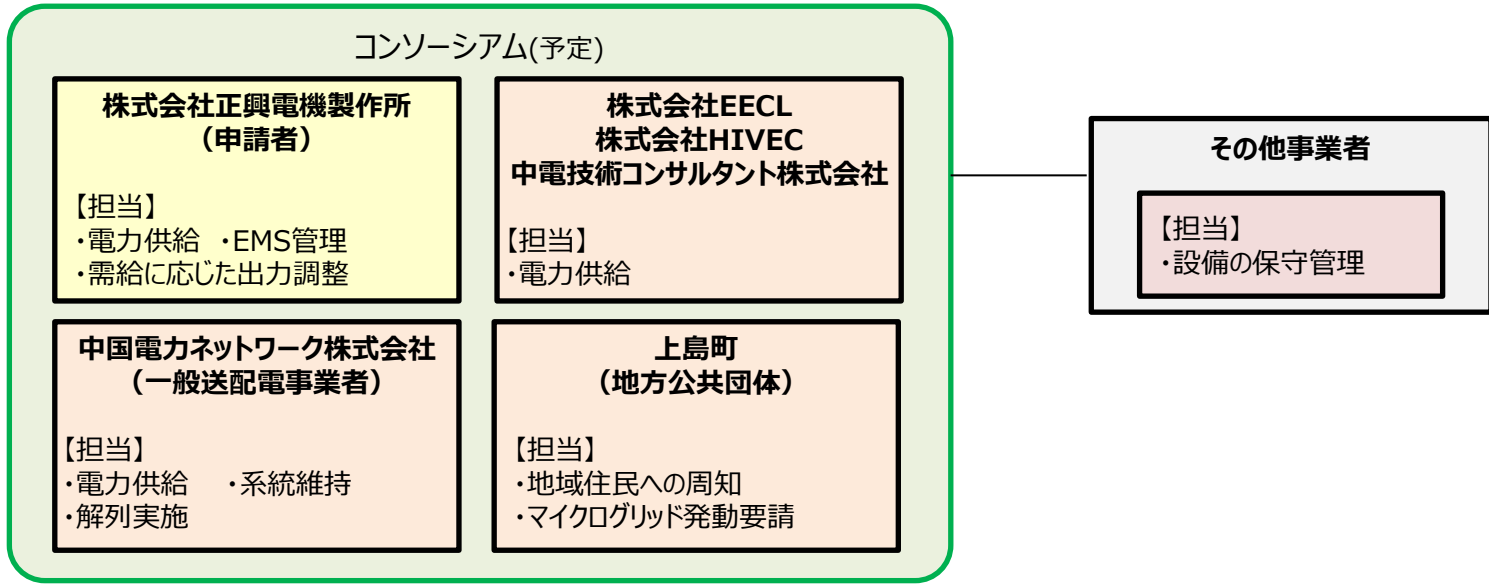 コンソーシアム(予定)
株式会社正興電機製作所
（申請者）
【担当】
・電力供給 ・EMS管理
・需給に応じた出力調整
株式会社EECL
株式会社HIVEC
中電技術コンサルタント株式会社
【担当】
・電力供給
中国電力ネットワーク株式会社
（一般送配電事業者）
【担当】
・電力供給 ・系統維持
・解列実施
上島町
（地方公共団体）
【担当】
・地域住民への周知
・マイクログリッド発動要請
その他事業者
【担当】
・設備の保守管理